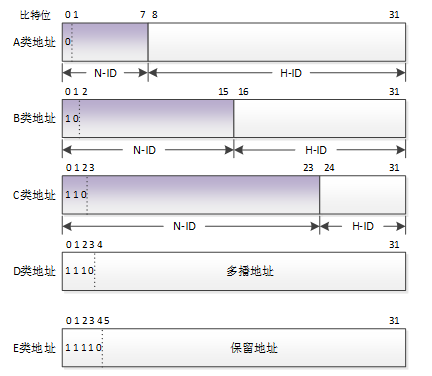 比特位 0 1 7 8 31
A类地址 0
N-ID H-ID
0 1 2 15 16 31
B类地址 1 0
N-ID H-ID
0 1 2 3 23 24 31
C类地址 1 1 0
N-ID H-ID
0 1 2 3 4 31
D类地址 1 1 1 0 多播地址
0 1 2 3 4 5 31
E类地址 1 1 1 1 0 保留地址